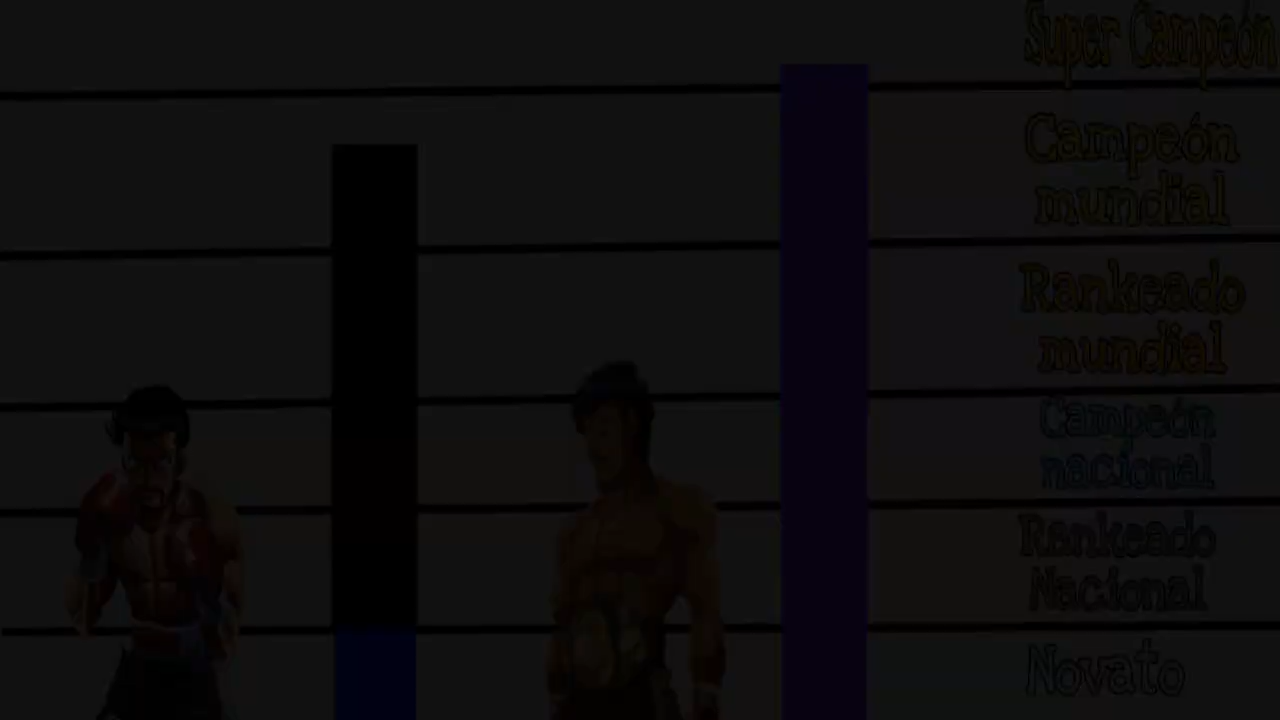 Super Campeón
Campeón
mundial
Rankeado
mundial
Campeón
nacional
Rankeado
Nacional
Novato